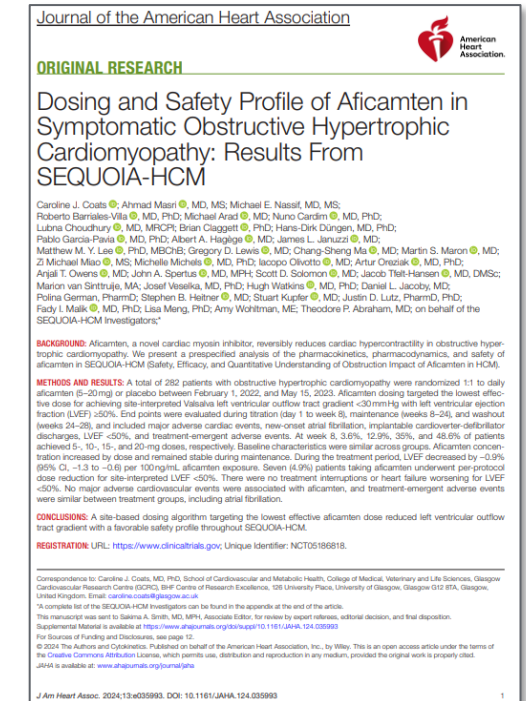 Journal of the American Heart Association
American
Heart
Association.
ORIGINAL RESEARCH
Dosing and Safety Profile of Aficamten in
Symptomatic Obstructive Hypertrophic
Cardiomyopathy: Results From
SEQUOIA-HCM
Caroline J. Coats, MD, PhD; Ahmad Masri, MD, MS; Michael E. Nassif, MD, MS;
Roberto Barriales-Villa, MD, PhD; Michael Arad, MD; Nuno Cardim, MD, PhD;
Lubna Choudhury, MD, MRCPI; Brian Claggett, PhD; Hans-Dirk Düngen, MD, PhD;
Pablo Garcia-Pavia, MD, PhD; Albert A. Hagège, MD; James L. Januzzi, MD;
Matthew M. Y. Lee, PhD, MBChB; Gregory D. Lewis, MD; Chang-Sheng Ma, MD; Martin S. Maron, MD;
Zi Michael Miao, MS; Michelle Michels, MD, PhD; Iacopo Olivotto, MD; Artur Oreziak, MD, PhD;
Anjali T. Owens, MD; John A. Spertus, MD, MPH; Scott D. Solomon, MD; Jacob Tfelt-Hansen, MD, DMSc;
Marion van Sinttruije, MA; Josef Veselka, MD, PhD; Hugh Watkins, MD, PhD; Daniel L. Jacoby, MD;
Polina German, PharmD; Stephen B. Heitner, MD; Stuart Kupfer, MD; Justin D. Lutz, PharmD, PhD;
Fady I. Malik, MD, PhD; Lisa Meng, PhD; Amy Wohltman, ME; Theodore P. Abraham, MD; on behalf of the
SEQUOIA-HCM Investigators;*
BACKGROUND: Aficamten, a novel cardiac myosin inhibitor, reversibly reduces cardiac hypercontractility in obstructive hyper-
trophic cardiomyopathy. We present a prespecified analysis of the pharmacokinetics, pharmacodynamics, and safety of
aficamten in SEQUOIA-HCM (Safety, Efficacy, and Quantitative Understanding of Obstruction Impact of Aficamten in HCM).
METHODS AND RESULTS: A total of 282 patients with obstructive hypertrophic cardiomyopathy were randomized 1:1 to daily
aficamten (5–20 mg) or placebo between February 1, 2022, and May 15, 2023. Aficamten dosing targeted the lowest effec-
tive dose for achieving site-interpreted Valsalva left ventricular outflow tract gradient <30 mm Hg with left ventricular ejection
fraction (LVEF) ≥50%. End points were evaluated during titration (day 1 to week 8), maintenance (weeks 8–24), and washout
(weeks 24–28), and included major adverse cardiac events, new-onset atrial fibrillation, implantable cardioverter-defibrillator
discharges, LVEF <50%, and treatment-emergent adverse events. At week 8, 3.6%, 12.9%, 35%, and 48.6% of patients
achieved 5-, 10-, 15-, and 20-mg doses, respectively. Baseline characteristics were similar across groups. Aficamten concen-
tration increased by dose and remained stable during maintenance. During the treatment period, LVEF decreased by −0.9%
(95% CI, −1.3 to −0.6) per 100 ng/mL aficamten exposure. Seven (4.9%) patients taking aficamten underwent per-protocol
dose reduction for site-interpreted LVEF <50%. There were no treatment interruptions or heart failure worsening for LVEF
<50%. No major adverse cardiovascular events were associated with aficamten, and treatment-emergent adverse events
were similar between treatment groups, including atrial fibrillation.
CONCLUSIONS: A site-based dosing algorithm targeting the lowest effective aficamten dose reduced left ventricular outflow
tract gradient with a favorable safety profile throughout SEQUOIA-HCM.
REGISTRATION: URL: https://www.clinicaltrials.gov; Unique Identifier: NCT05186818.
Correspondence to: Caroline J. Coats, MD, PhD, School of Cardiovascular and Metabolic Health, College of Medical, Veterinary and Life Sciences, Glasgow
Cardiovascular Research Centre (GCRC), BHF Centre of Research Excellence, 126 University Place, University of Glasgow, Glasgow G12 8TA, Glasgow,
United Kingdom. Email: caroline.coats@glasgow.ac.uk
*A complete list of the SEQUOIA-HCM Investigators can be found in the appendix at the end of the article.
This manuscript was sent to Sakima A. Smith, MD, MPH, Associate Editor, for review by expert referees, editorial decision, and final disposition.
Supplemental Material is available at https://www.ahajournals.org/doi/suppl/10.1161/JAHA.124.035993
For Sources of Funding and Disclosures, see page 12.
© 2024 The Authors and Cytokinetics. Published on behalf of the American Heart Association, Inc., by Wiley. This is an open access article under the terms of
the Creative Commons Attribution License, which permits use, distribution and reproduction in any medium, provided the original work is properly cited.
JAHA is available at: www.ahajournals.org/journal/jaha
J Am Heart Assoc. 2024;13:e035993. DOI: 10.1161/JAHA.124.035993
1